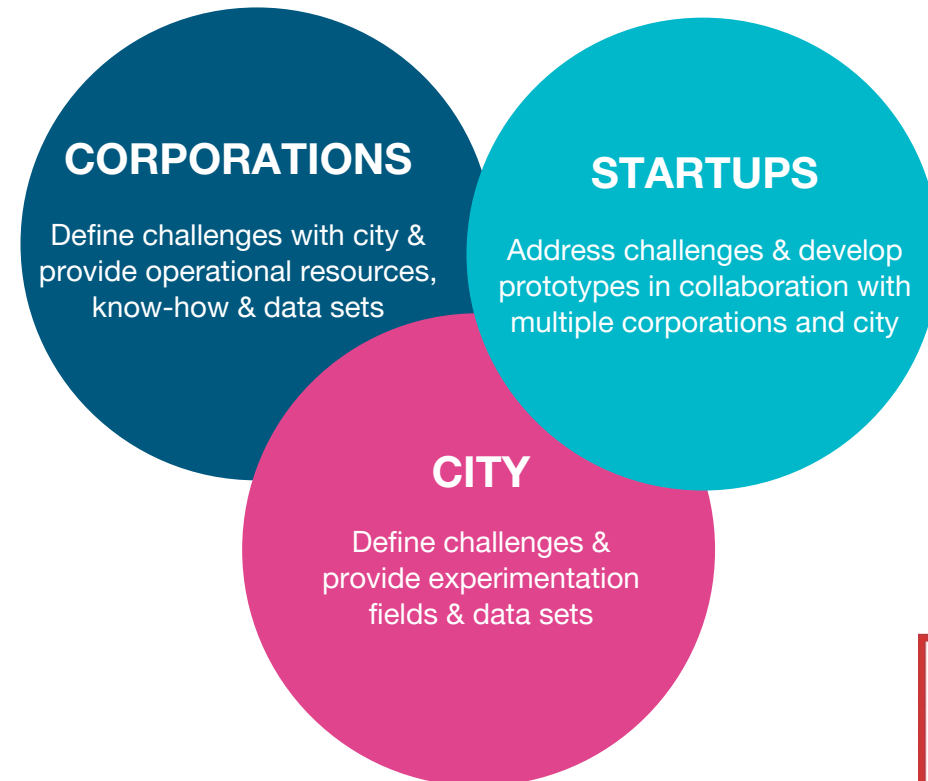 CORPORATIONS
Define challenges with city &
provide operational resources,
know-how & data sets
STARTUPS
Address challenges & develop
prototypes in collaboration with
multiple corporations and city
CITY
Define challenges &
provide experimentation
fields & data sets